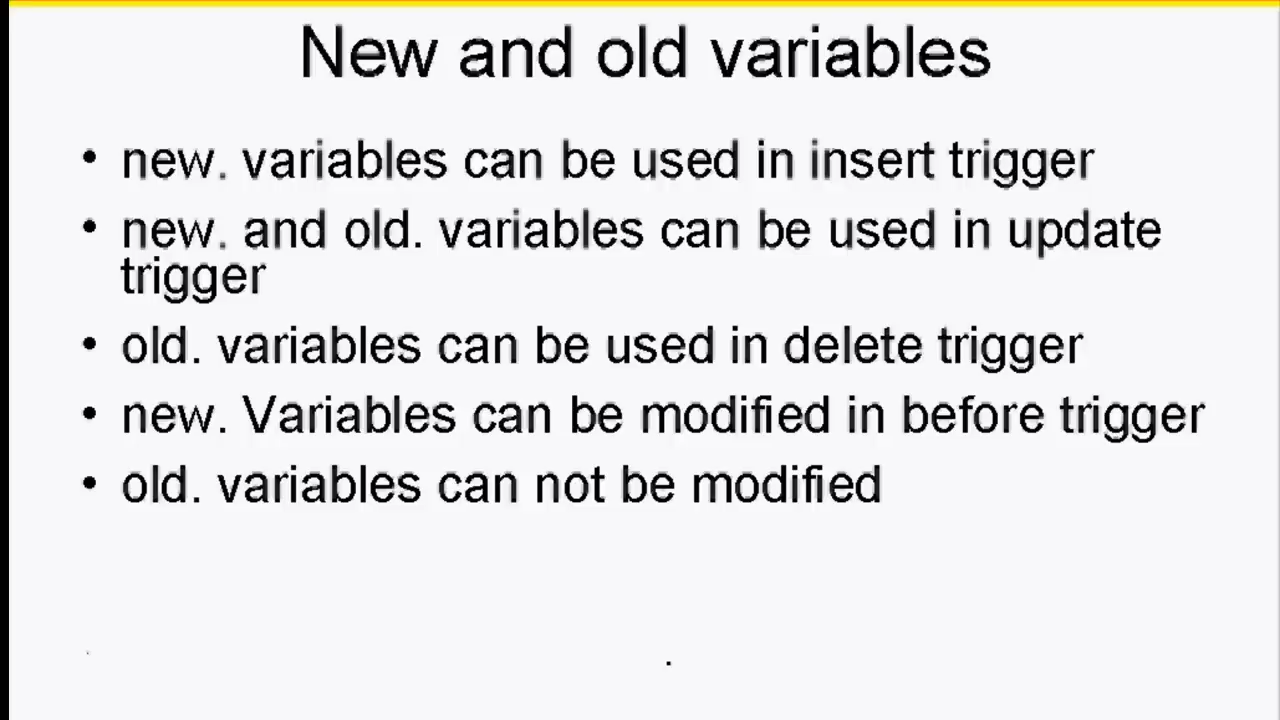 New and old variables
• new. variables can be used in insert trigger
• new. and old. variables can be used in update
trigger
• old. variables can be used in delete trigger
• new. Variables can be modified in before trigger
• old. variables can not be modified